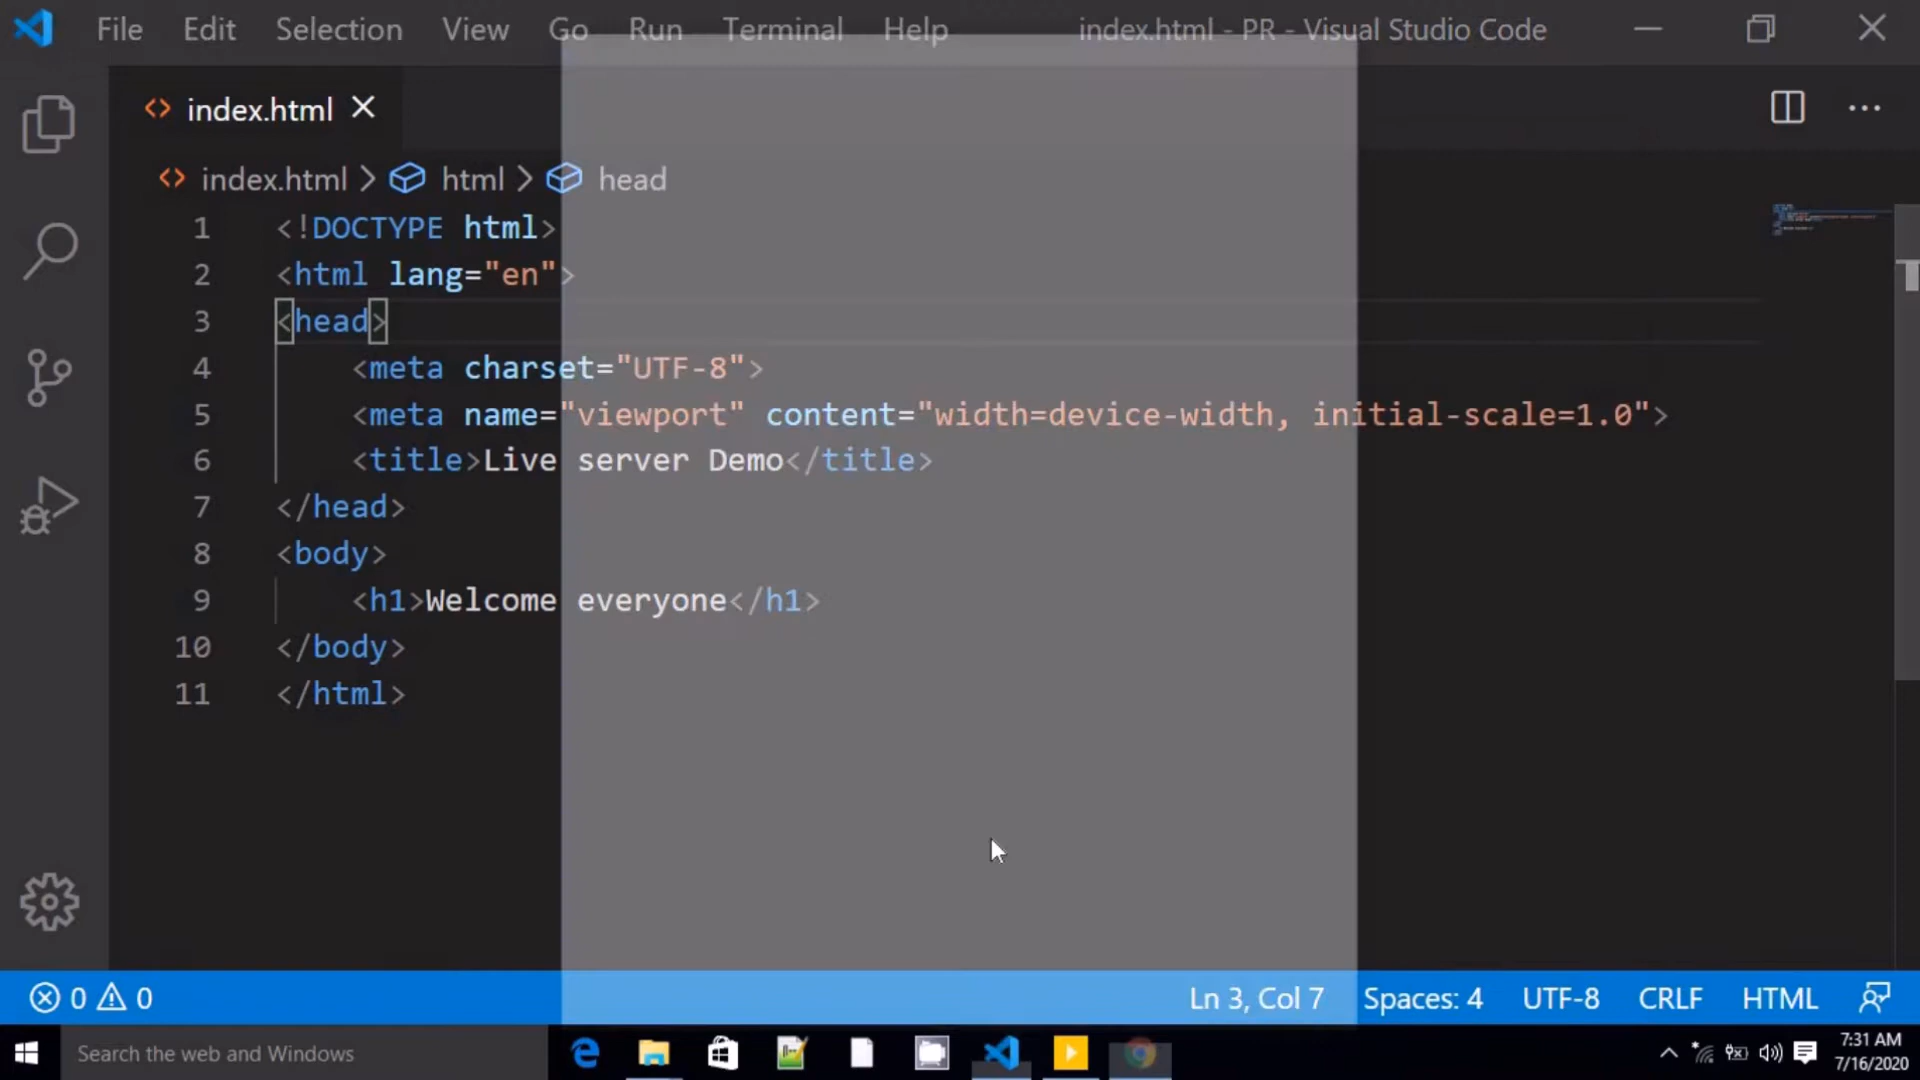 File Edit Selection View Go Run Terminal Help index.html - PR - Visual Studio Code
index.html
index.html > html > head
1 <!DOCTYPE html>
2 <html lang="en">
3 <head>
4 <meta charset="UTF-8">
5 <meta name="viewport" content="width=device-width, initial-scale=1.0">
6 <title>Live server Demo</title>
7 </head>
8 <body>
9 <h1>Welcome everyone</h1>
10 </body>
11 </html>
0 0 Ln 3, Col 7 Spaces: 4 UTF-8 CRLF HTML
Search the web and Windows
7:31 AM
7/16/2020